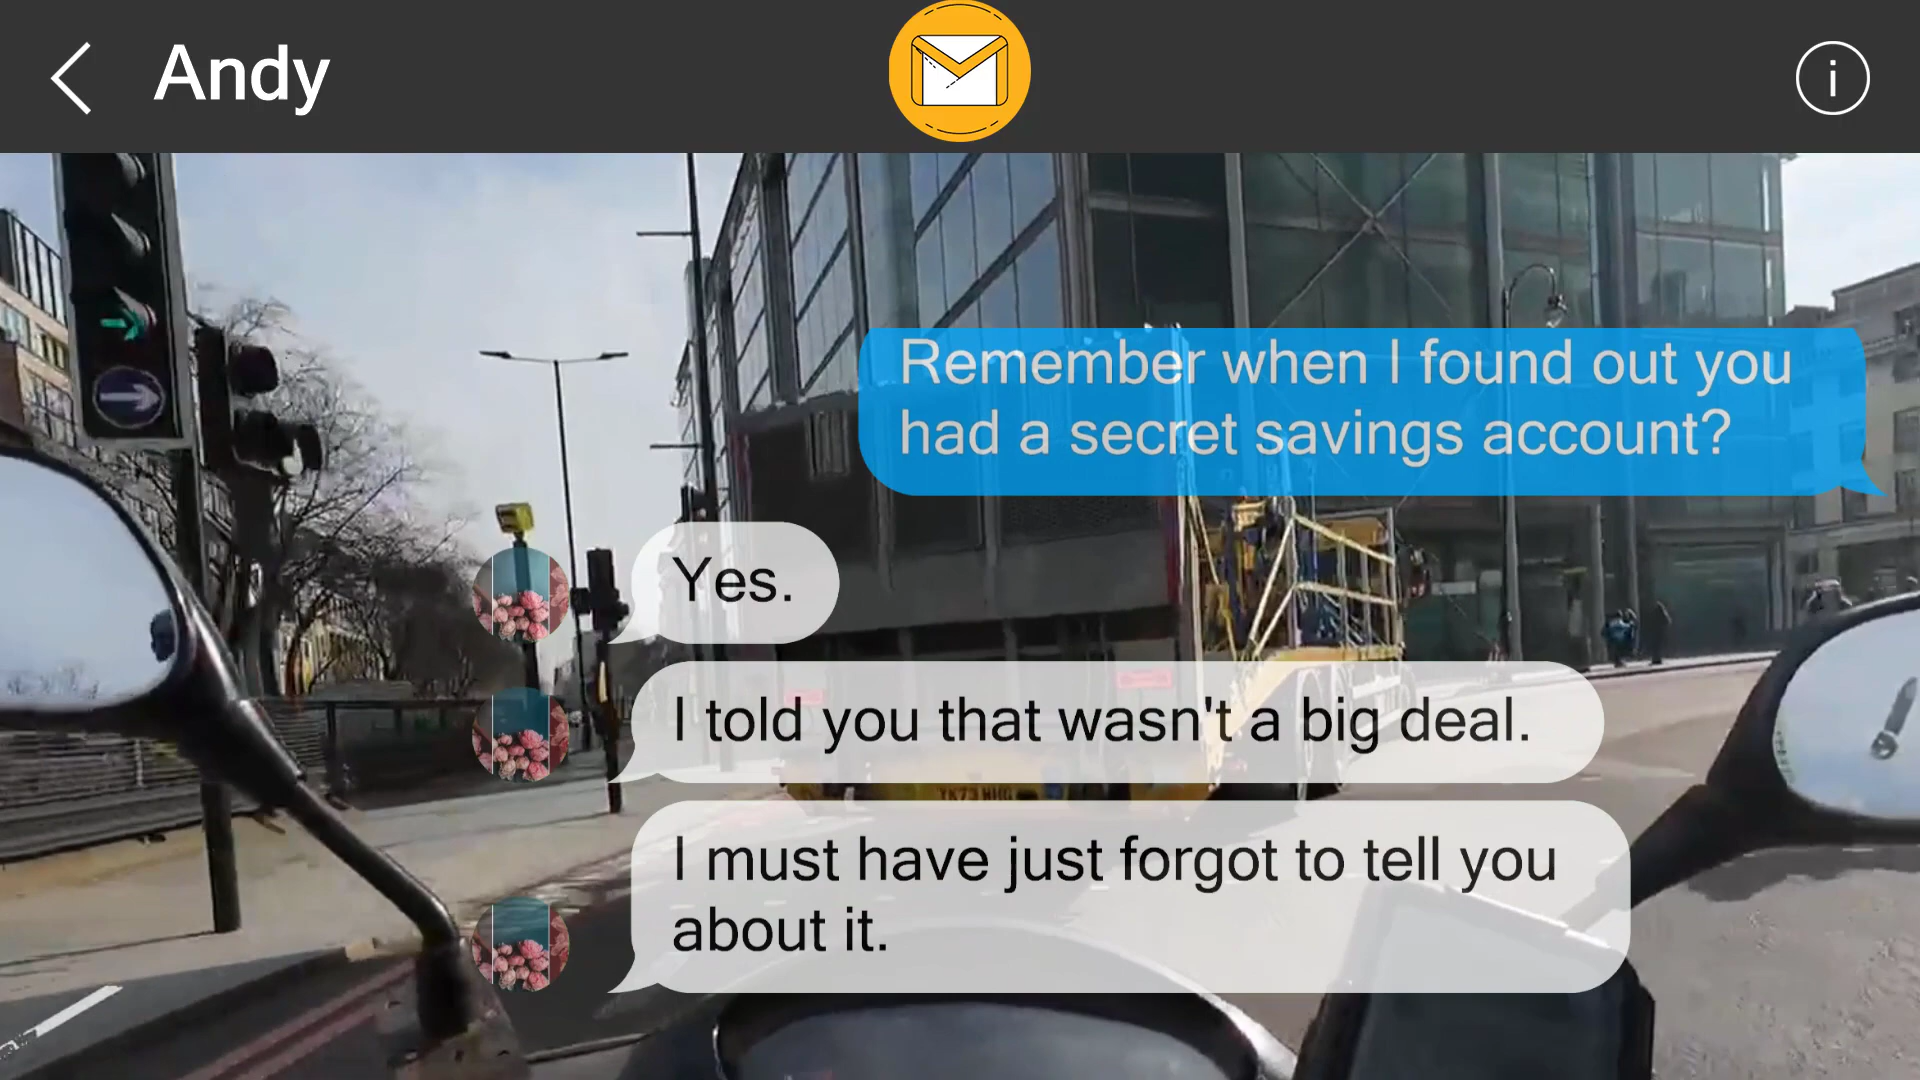 Andy
Remember when I found out you
had a secret savings account?
Yes.
I told you that wasn't a big deal.
I must have just forgot to tell you
about it.